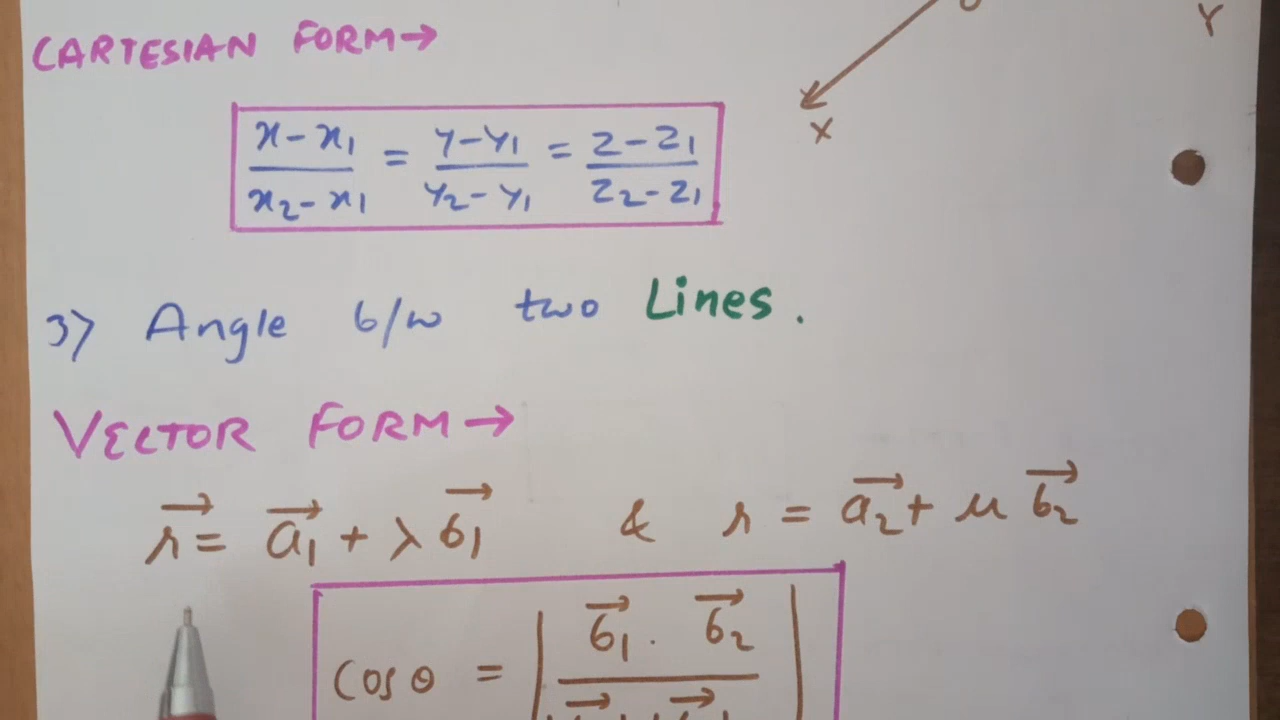 Y
CARTESIAN FORM→
X
x-x₁/x₂-x₁ = y-y₁/y₂-y₁ = z-z₁/z₂-z₁
3) Angle b/w two Lines.
VECTOR FORM→
r⃗ = a⃗₁ + λ b⃗₁ & r = a⃗₂ + μ b⃗₂
Cos θ = | b⃗₁ . b⃗₂